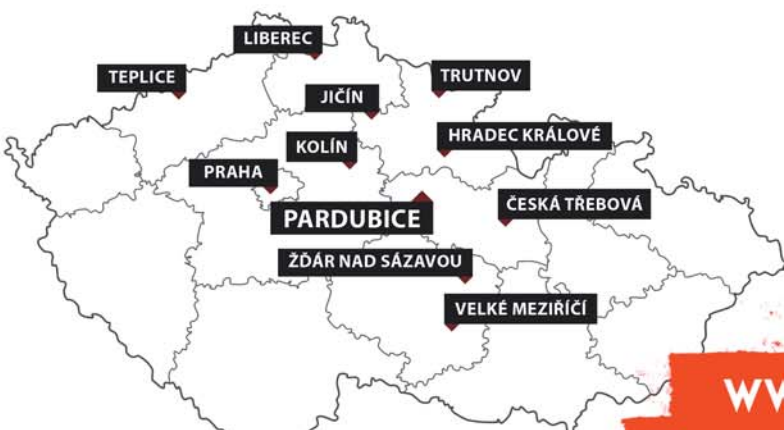 LIBEREC
TEPLICE
TRUTNOV
JIČÍN
HRADEC KRÁLOVÉ
KOLÍN
PRAHA
ČESKÁ TŘEBOVÁ
PARDUBICE
ŽĎÁR NAD SÁZAVOU
VELKÉ MEZIŘÍČÍ